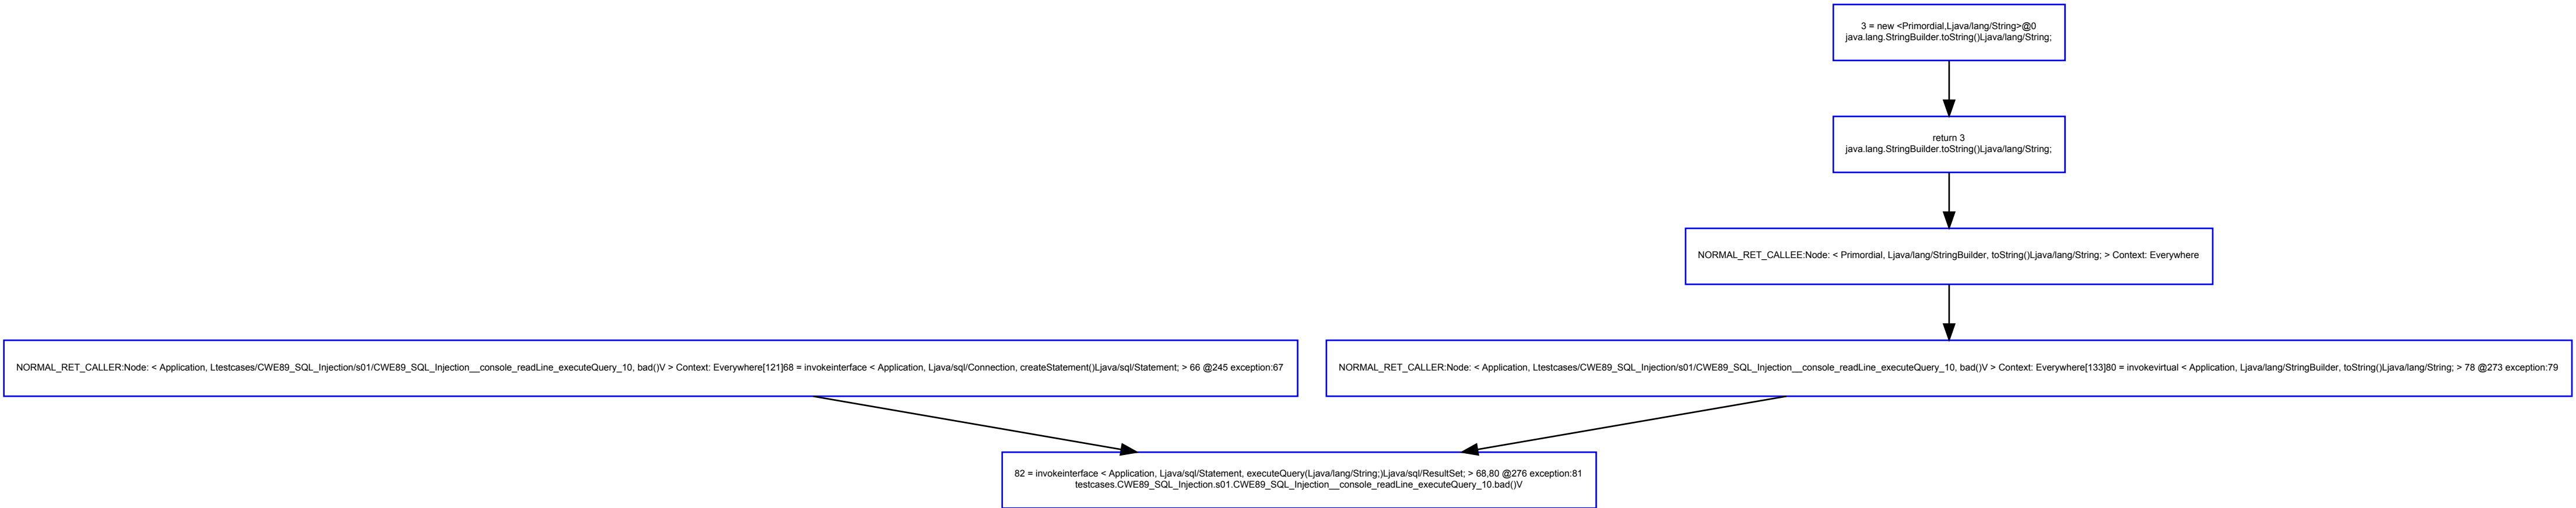 3 = new <Primordial,Ljava/lang/String>@0
java.lang.StringBuilder.toString()Ljava/lang/String;
return 3
java.lang.StringBuilder.toString()Ljava/lang/String;
NORMAL_RET_CALLEE:Node: < Primordial, Ljava/lang/StringBuilder, toString()Ljava/lang/String; > Context: Everywhere
NORMAL_RET_CALLER:Node: < Application, Ltestcases/CWE89_SQL_Injection/s01/CWE89_SQL_Injection__console_readLine_executeQuery_10, bad()V > Context: Everywhere[121]68 = invokeinterface < Application, Ljava/sql/Connection, createStatement()Ljava/sql/Statement; > 66 @245 exception:67
NORMAL_RET_CALLER:Node: < Application, Ltestcases/CWE89_SQL_Injection/s01/CWE89_SQL_Injection__console_readLine_executeQuery_10, bad()V > Context: Everywhere[133]80 = invokevirtual < Application, Ljava/lang/StringBuilder, toString()Ljava/lang/String; > 78 @273 exception:79
82 = invokeinterface < Application, Ljava/sql/Statement, executeQuery(Ljava/lang/String;)Ljava/sql/ResultSet; > 68,80 @276 exception:81
testcases.CWE89_SQL_Injection.s01.CWE89_SQL_Injection__console_readLine_executeQuery_10.bad()V